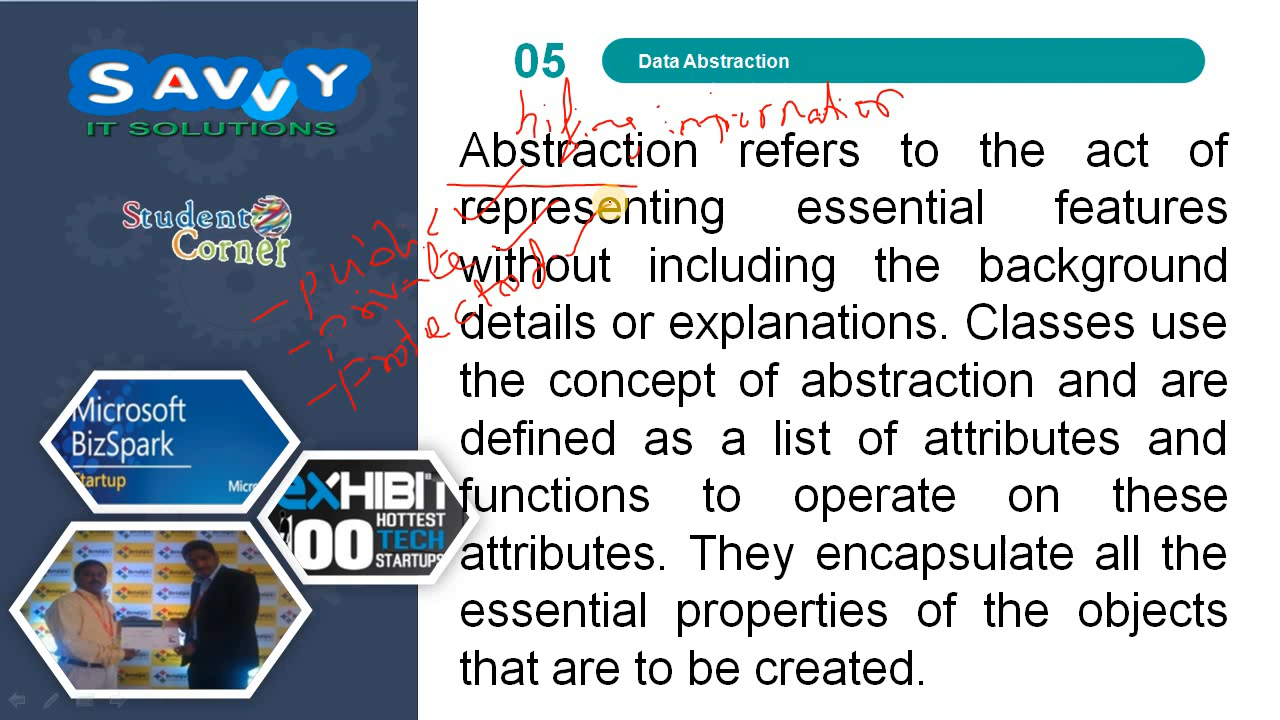 SAVVY
IT SOLUTIONS
Student
Corner
Microsoft
BizSpark
Startup
Micro
eXHIBIT
100 HOTTEST
TECH
STARTUPS
05 Data Abstraction
hiding information
Abstraction refers to the act of
representing essential features
without including the background
details or explanations. Classes use
the concept of abstraction and are
defined as a list of attributes and
functions to operate on these
attributes. They encapsulate all the
essential properties of the objects
that are to be created.
- public
- private
- protected